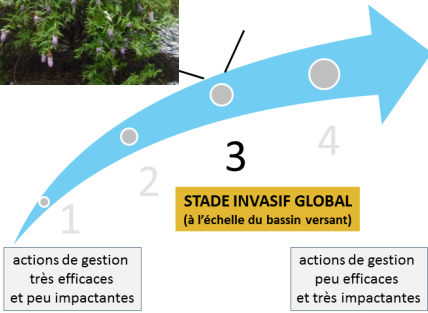 1
2
3
4
STADE INVASIF GLOBAL
(à l'échelle du bassin versant)
actions de gestion
très efficaces
et peu impactantes
actions de gestion
peu efficaces
et très impactantes